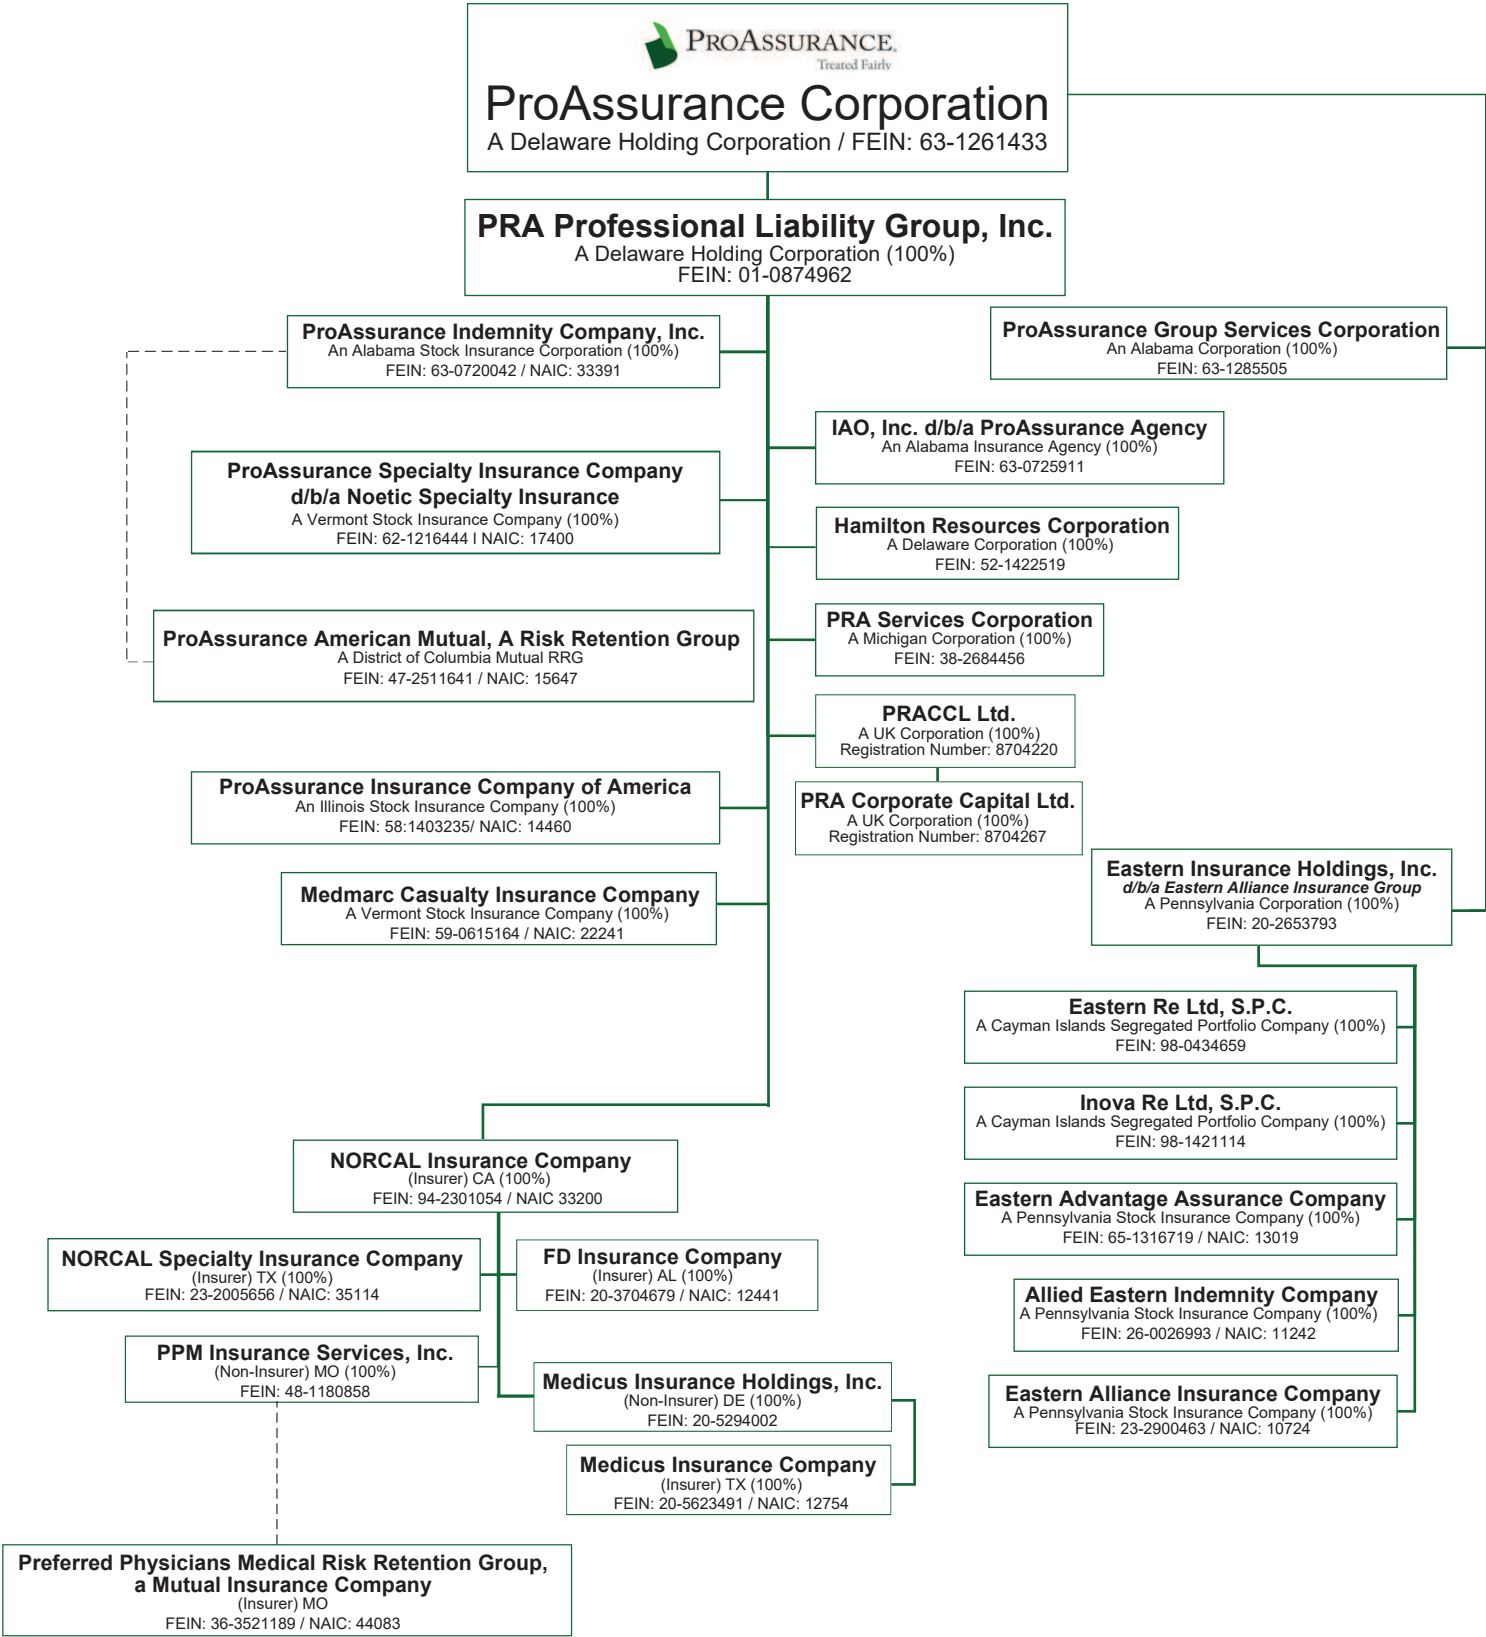 PROASSURANCE.
Treated Fairly
ProAssurance Corporation
A Delaware Holding Corporation / FEIN: 63-1261433
PRA Professional Liability Group, Inc.
A Delaware Holding Corporation (100%)
FEIN: 01-0874962
ProAssurance Indemnity Company, Inc.
An Alabama Stock Insurance Corporation (100%)
FEIN: 63-0720042 / NAIC: 33391
ProAssurance Group Services Corporation
An Alabama Corporation (100%)
FEIN: 63-1285505
IAO, Inc. d/b/a ProAssurance Agency
An Alabama Insurance Agency (100%)
FEIN: 63-0725911
ProAssurance Specialty Insurance Company
d/b/a Noetic Specialty Insurance
A Vermont Stock Insurance Company (100%)
FEIN: 62-1216444 I NAIC: 17400
Hamilton Resources Corporation
A Delaware Corporation (100%)
FEIN: 52-1422519
ProAssurance American Mutual, A Risk Retention Group
A District of Columbia Mutual RRG
FEIN: 47-2511641 / NAIC: 15647
PRA Services Corporation
A Michigan Corporation (100%)
FEIN: 38-2684456
PRACCL Ltd.
A UK Corporation (100%)
Registration Number: 8704220
ProAssurance Insurance Company of America
An Illinois Stock Insurance Company (100%)
FEIN: 58:1403235/ NAIC: 14460
PRA Corporate Capital Ltd.
A UK Corporation (100%)
Registration Number: 8704267
Medmarc Casualty Insurance Company
A Vermont Stock Insurance Company (100%)
FEIN: 59-0615164 / NAIC: 22241
Eastern Insurance Holdings, Inc.
d/b/a Eastern Alliance Insurance Group
A Pennsylvania Corporation (100%)
FEIN: 20-2653793
Eastern Re Ltd, S.P.C.
A Cayman Islands Segregated Portfolio Company (100%)
FEIN: 98-0434659
Inova Re Ltd, S.P.C.
A Cayman Islands Segregated Portfolio Company (100%)
FEIN: 98-1421114
Eastern Advantage Assurance Company
A Pennsylvania Stock Insurance Company (100%)
FEIN: 65-1316719 / NAIC: 13019
Allied Eastern Indemnity Company
A Pennsylvania Stock Insurance Company (100%)
FEIN: 26-0026993 / NAIC: 11242
Eastern Alliance Insurance Company
A Pennsylvania Stock Insurance Company (100%)
FEIN: 23-2900463 / NAIC: 10724
NORCAL Insurance Company
(Insurer) CA (100%)
FEIN: 94-2301054 / NAIC 33200
NORCAL Specialty Insurance Company
(Insurer) TX (100%)
FEIN: 23-2005656 / NAIC: 35114
FD Insurance Company
(Insurer) AL (100%)
FEIN: 20-3704679 / NAIC: 12441
PPM Insurance Services, Inc.
(Non-Insurer) MO (100%)
FEIN: 48-1180858
Medicus Insurance Holdings, Inc.
(Non-Insurer) DE (100%)
FEIN: 20-5294002
Medicus Insurance Company
(Insurer) TX (100%)
FEIN: 20-5623491 / NAIC: 12754
Preferred Physicians Medical Risk Retention Group,
a Mutual Insurance Company
(Insurer) MO
FEIN: 36-3521189 / NAIC: 44083